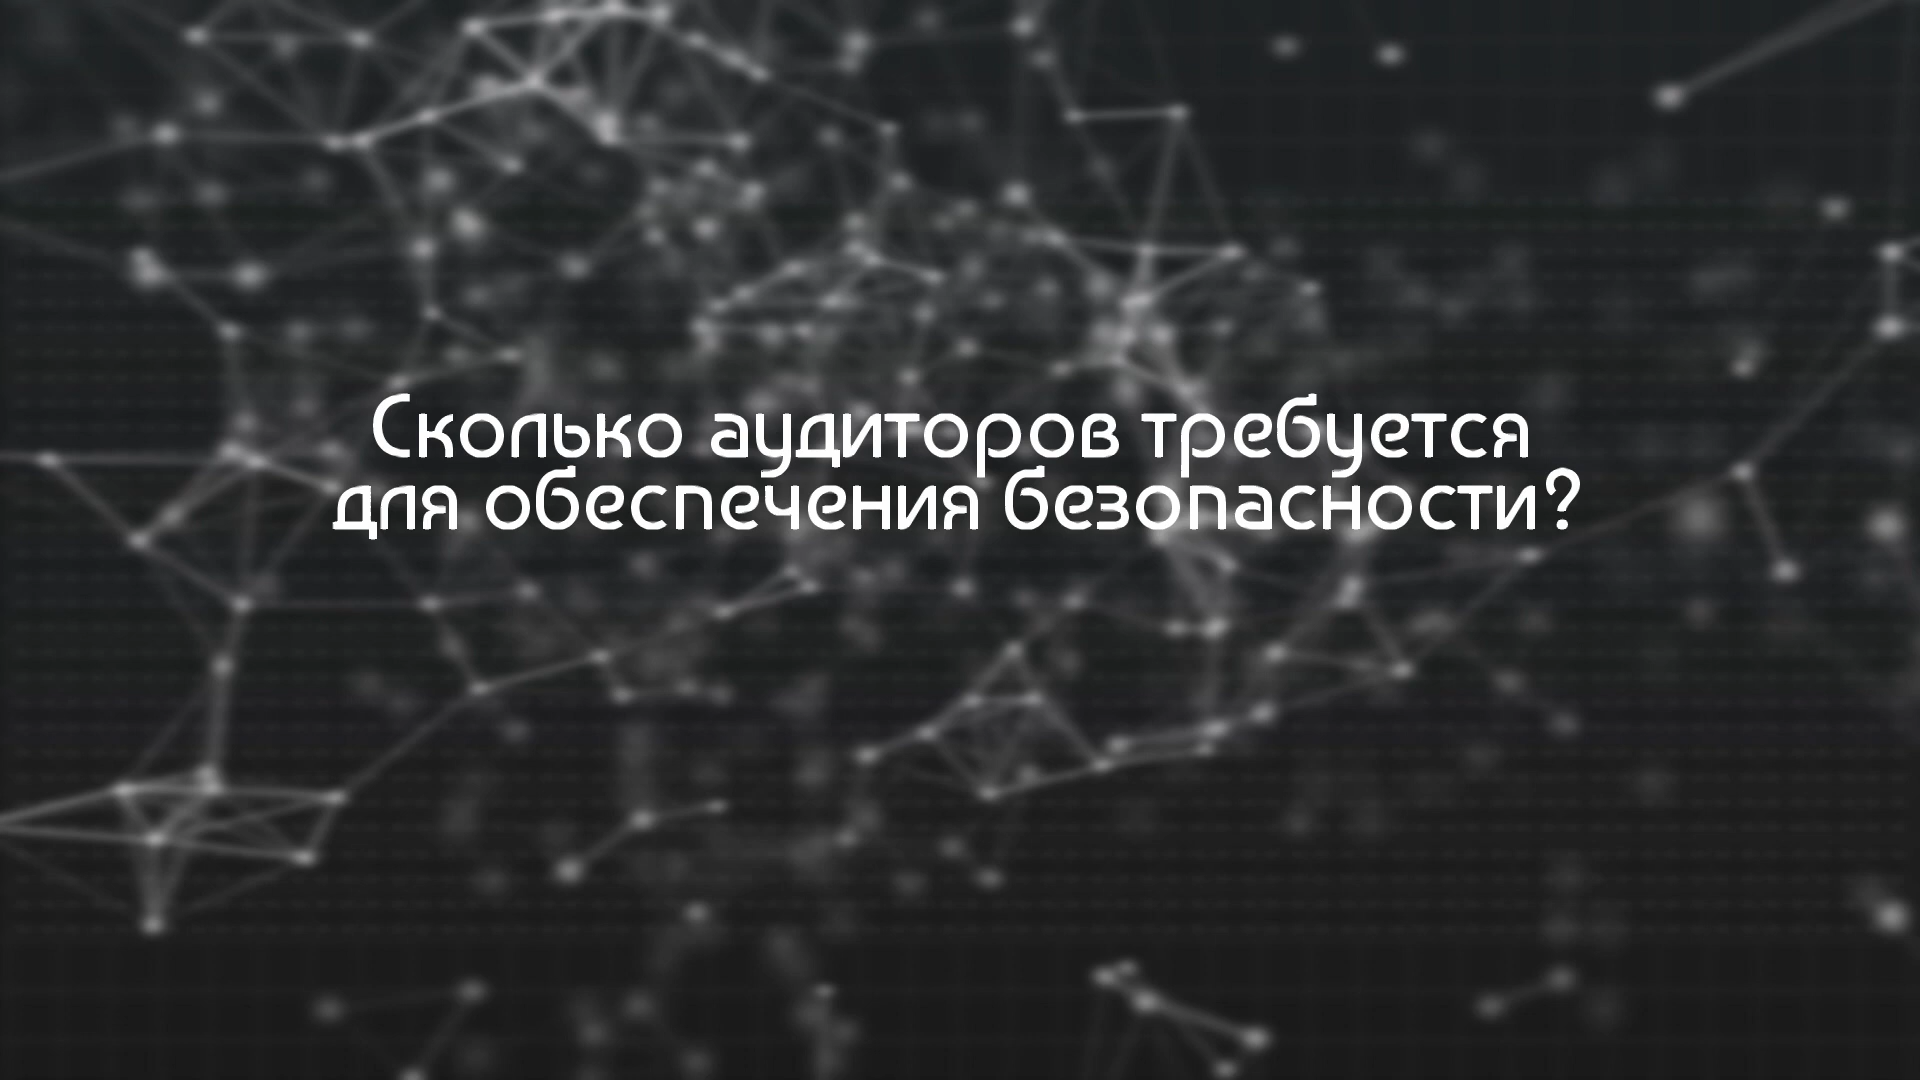 Сколько аудиторов требуется
для обеспечения безопасности?